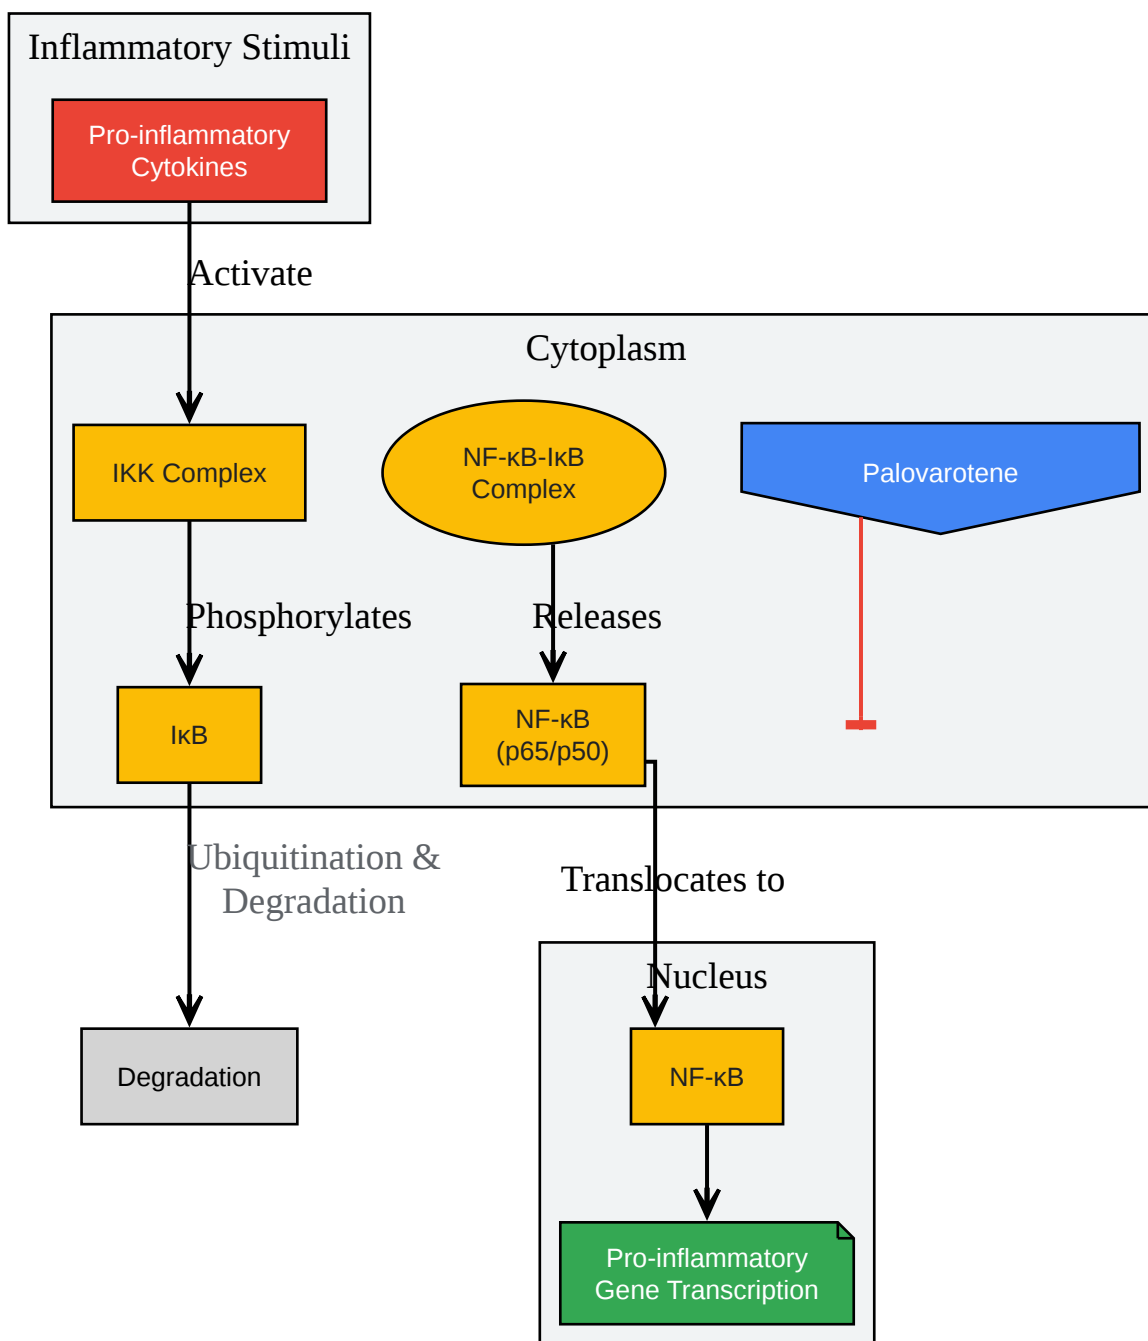 Inflammatory Stimuli
Pro-inflammatory
Cytokines
Activate
Cytoplasm
IKK Complex
NF-κB-IκB
Complex
Palovarotene
Phosphorylates
Releases
IκB
NF-κB
(p65/p50)
Ubiquitination &
Degradation
Translocates to
Nucleus
Degradation
NF-κB
Pro-inflammatory
Gene Transcription